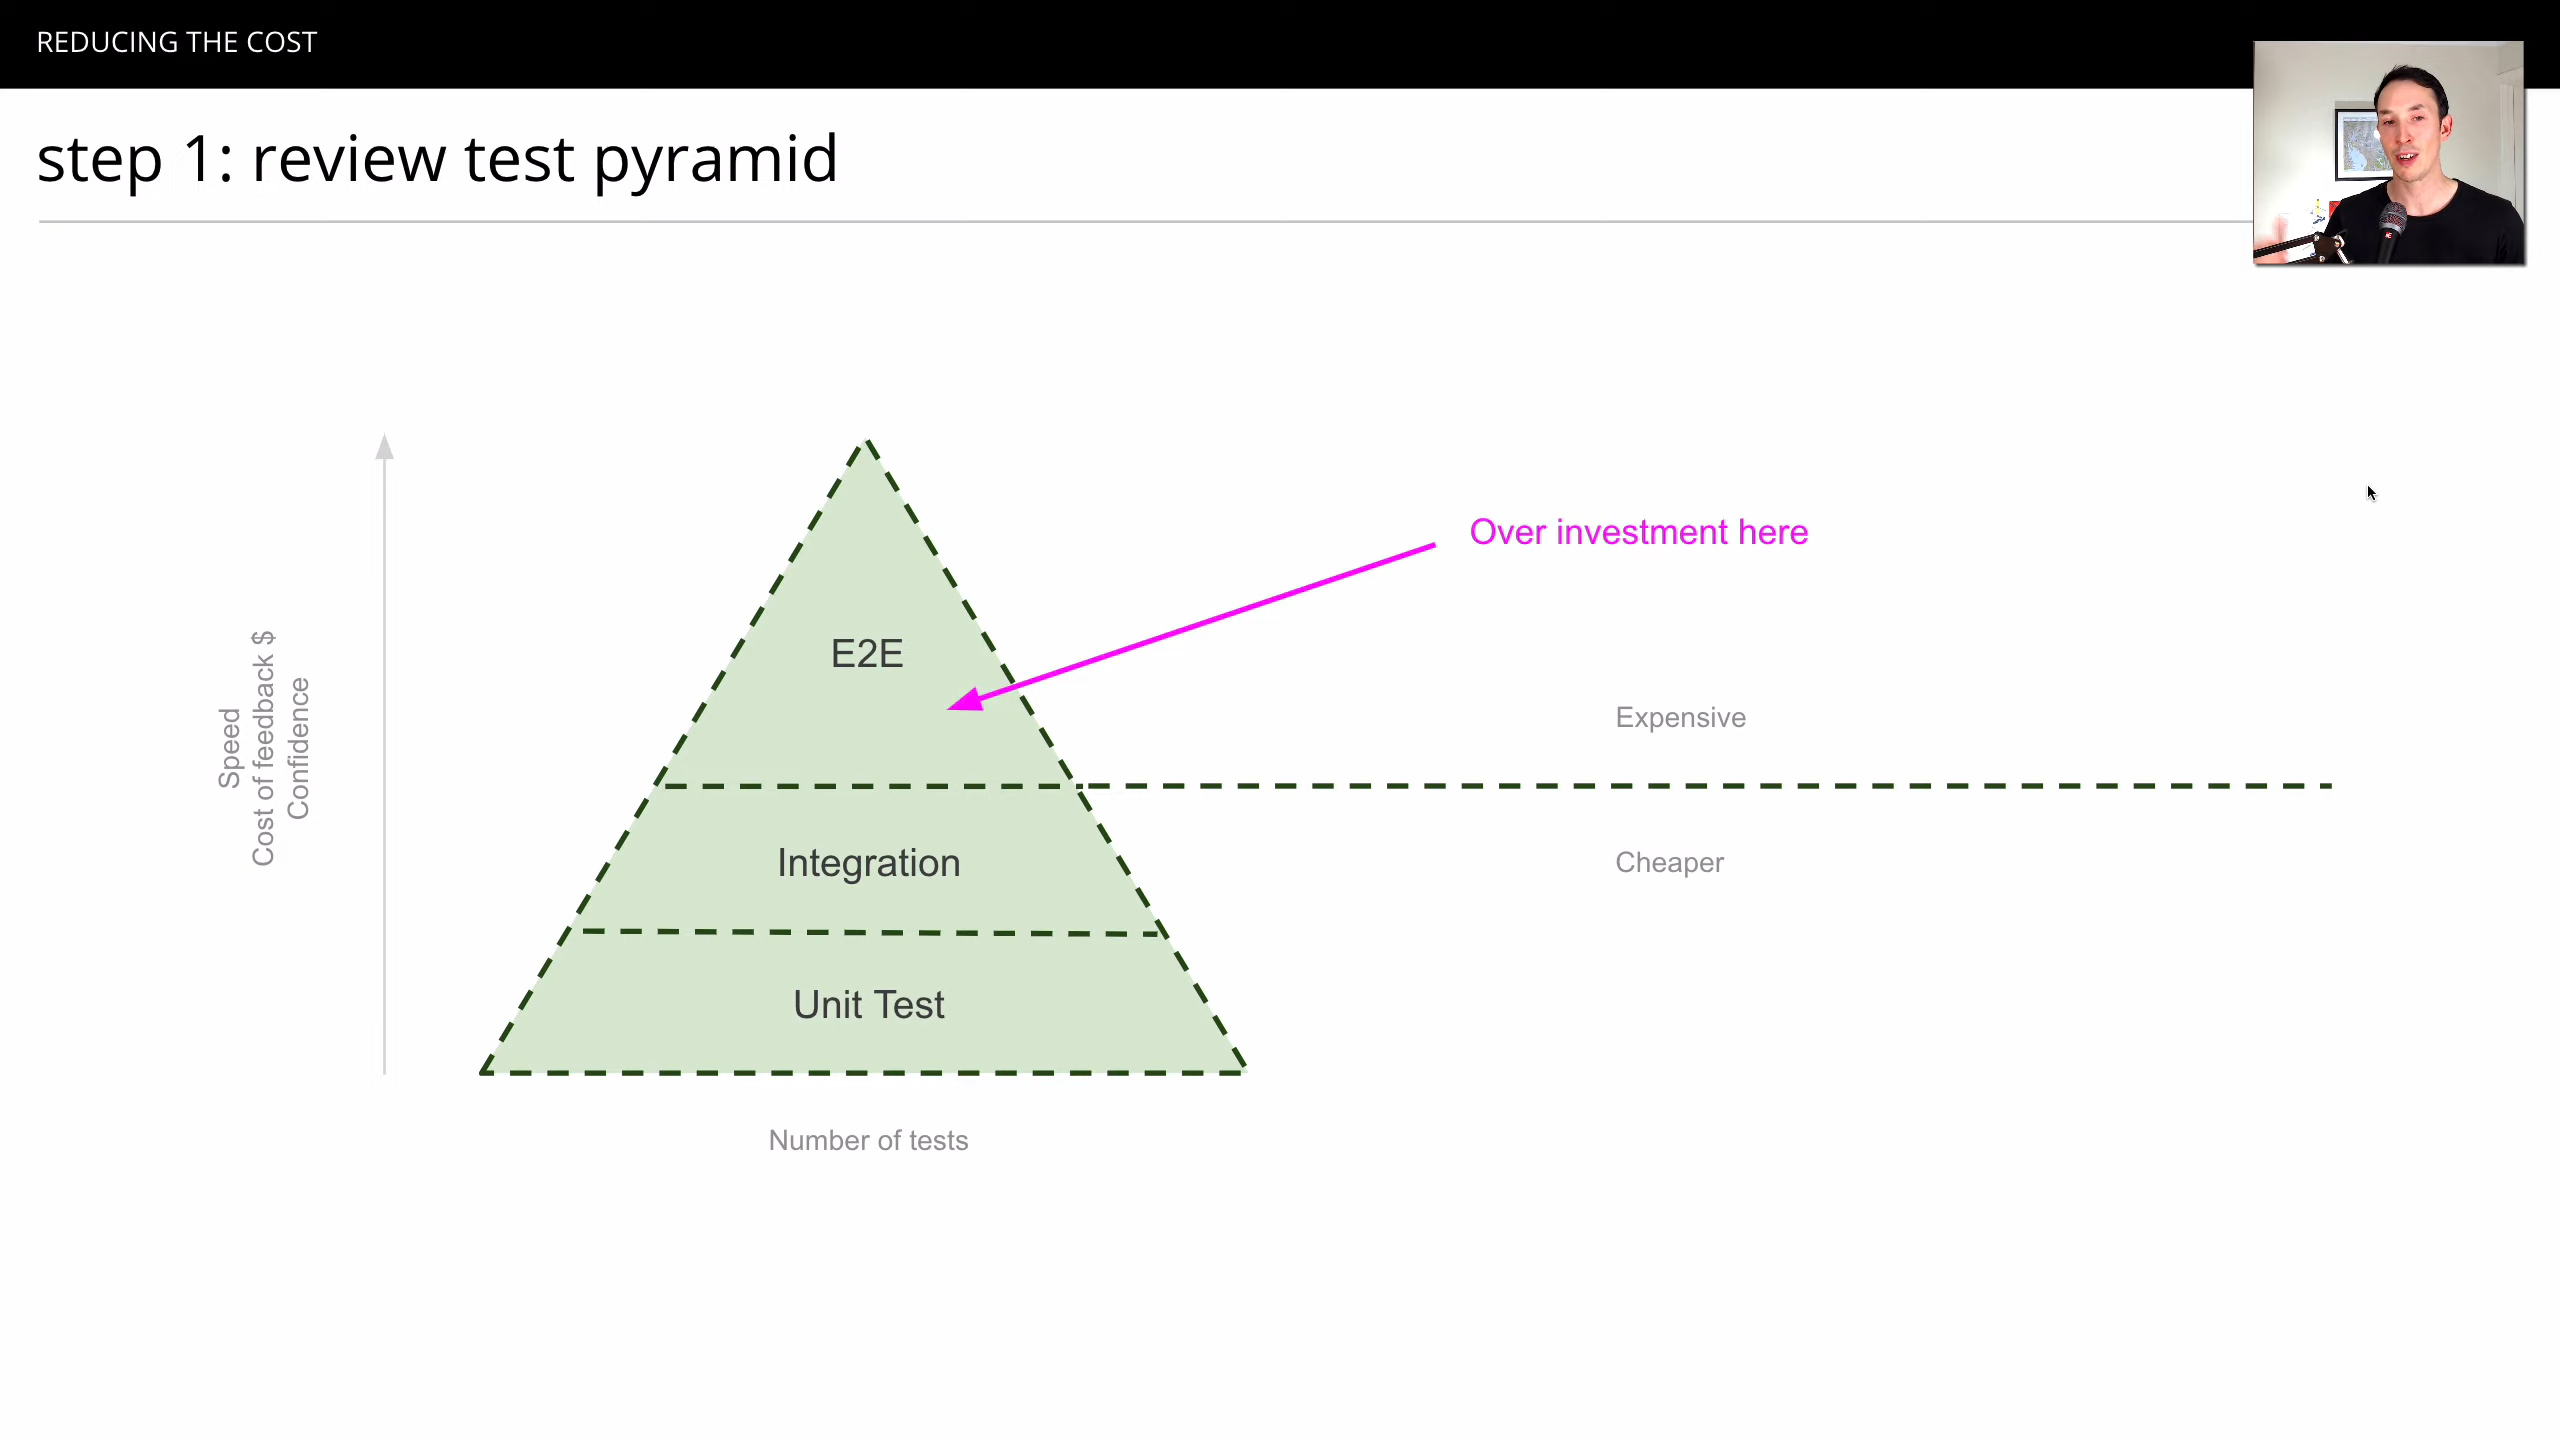 REDUCING THE COST
step 1: review test pyramid
Over investment here
E2E
Speed
Cost of feedback $
Confidence
Expensive
Integration
Cheaper
Unit Test
Number of tests